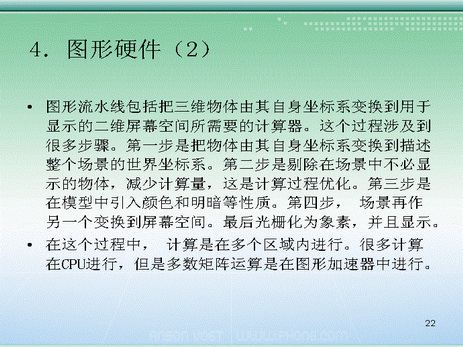 4. 图形硬件（2）
• 图形流水线包括把三维物体由其自身坐标系变换到用于
显示的二维屏幕空间所需要的计算器。这个过程涉及到
很多步骤。第一步是把物体由其自身坐标系变换到描述
整个场景的世界坐标系。第二步是剔除在场景中不必显
示的物体，减少计算量，这是计算过程优化。第三步是
在模型中引入颜色和明暗等性质。第四步， 场景再作
另一个变换到屏幕空间。最后光栅化为象素，并且显示。
• 在这个过程中， 计算是在多个区域内进行。很多计算
在CPU进行，但是多数矩阵运算是在图形加速器中进行。
22